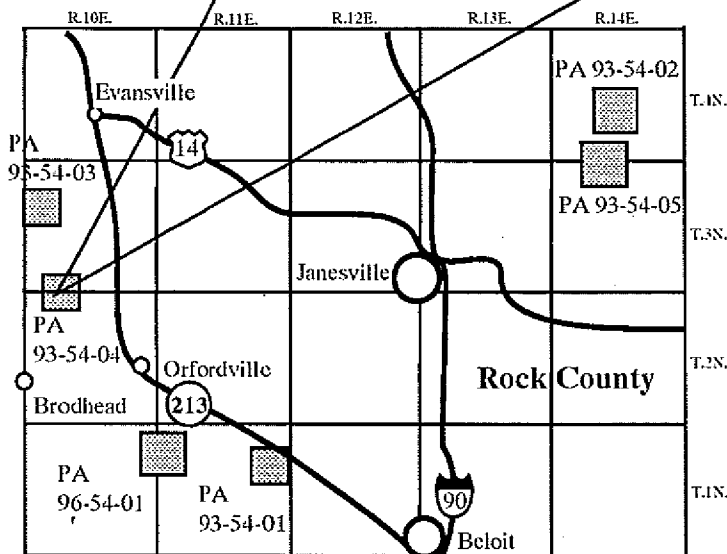 R.10E. R.11E. R.12E. R.13E. R.14E.
PA 93-54-02
Evansville
T.4N.
14
PA
93-54-03
PA 93-54-05
T.3N.
Janesville
PA
93-54-04
Orfordville
T.2N.
Rock County
Brodhead
213
PA
96-54-01
PA
93-54-01
90
T.1N.
Beloit